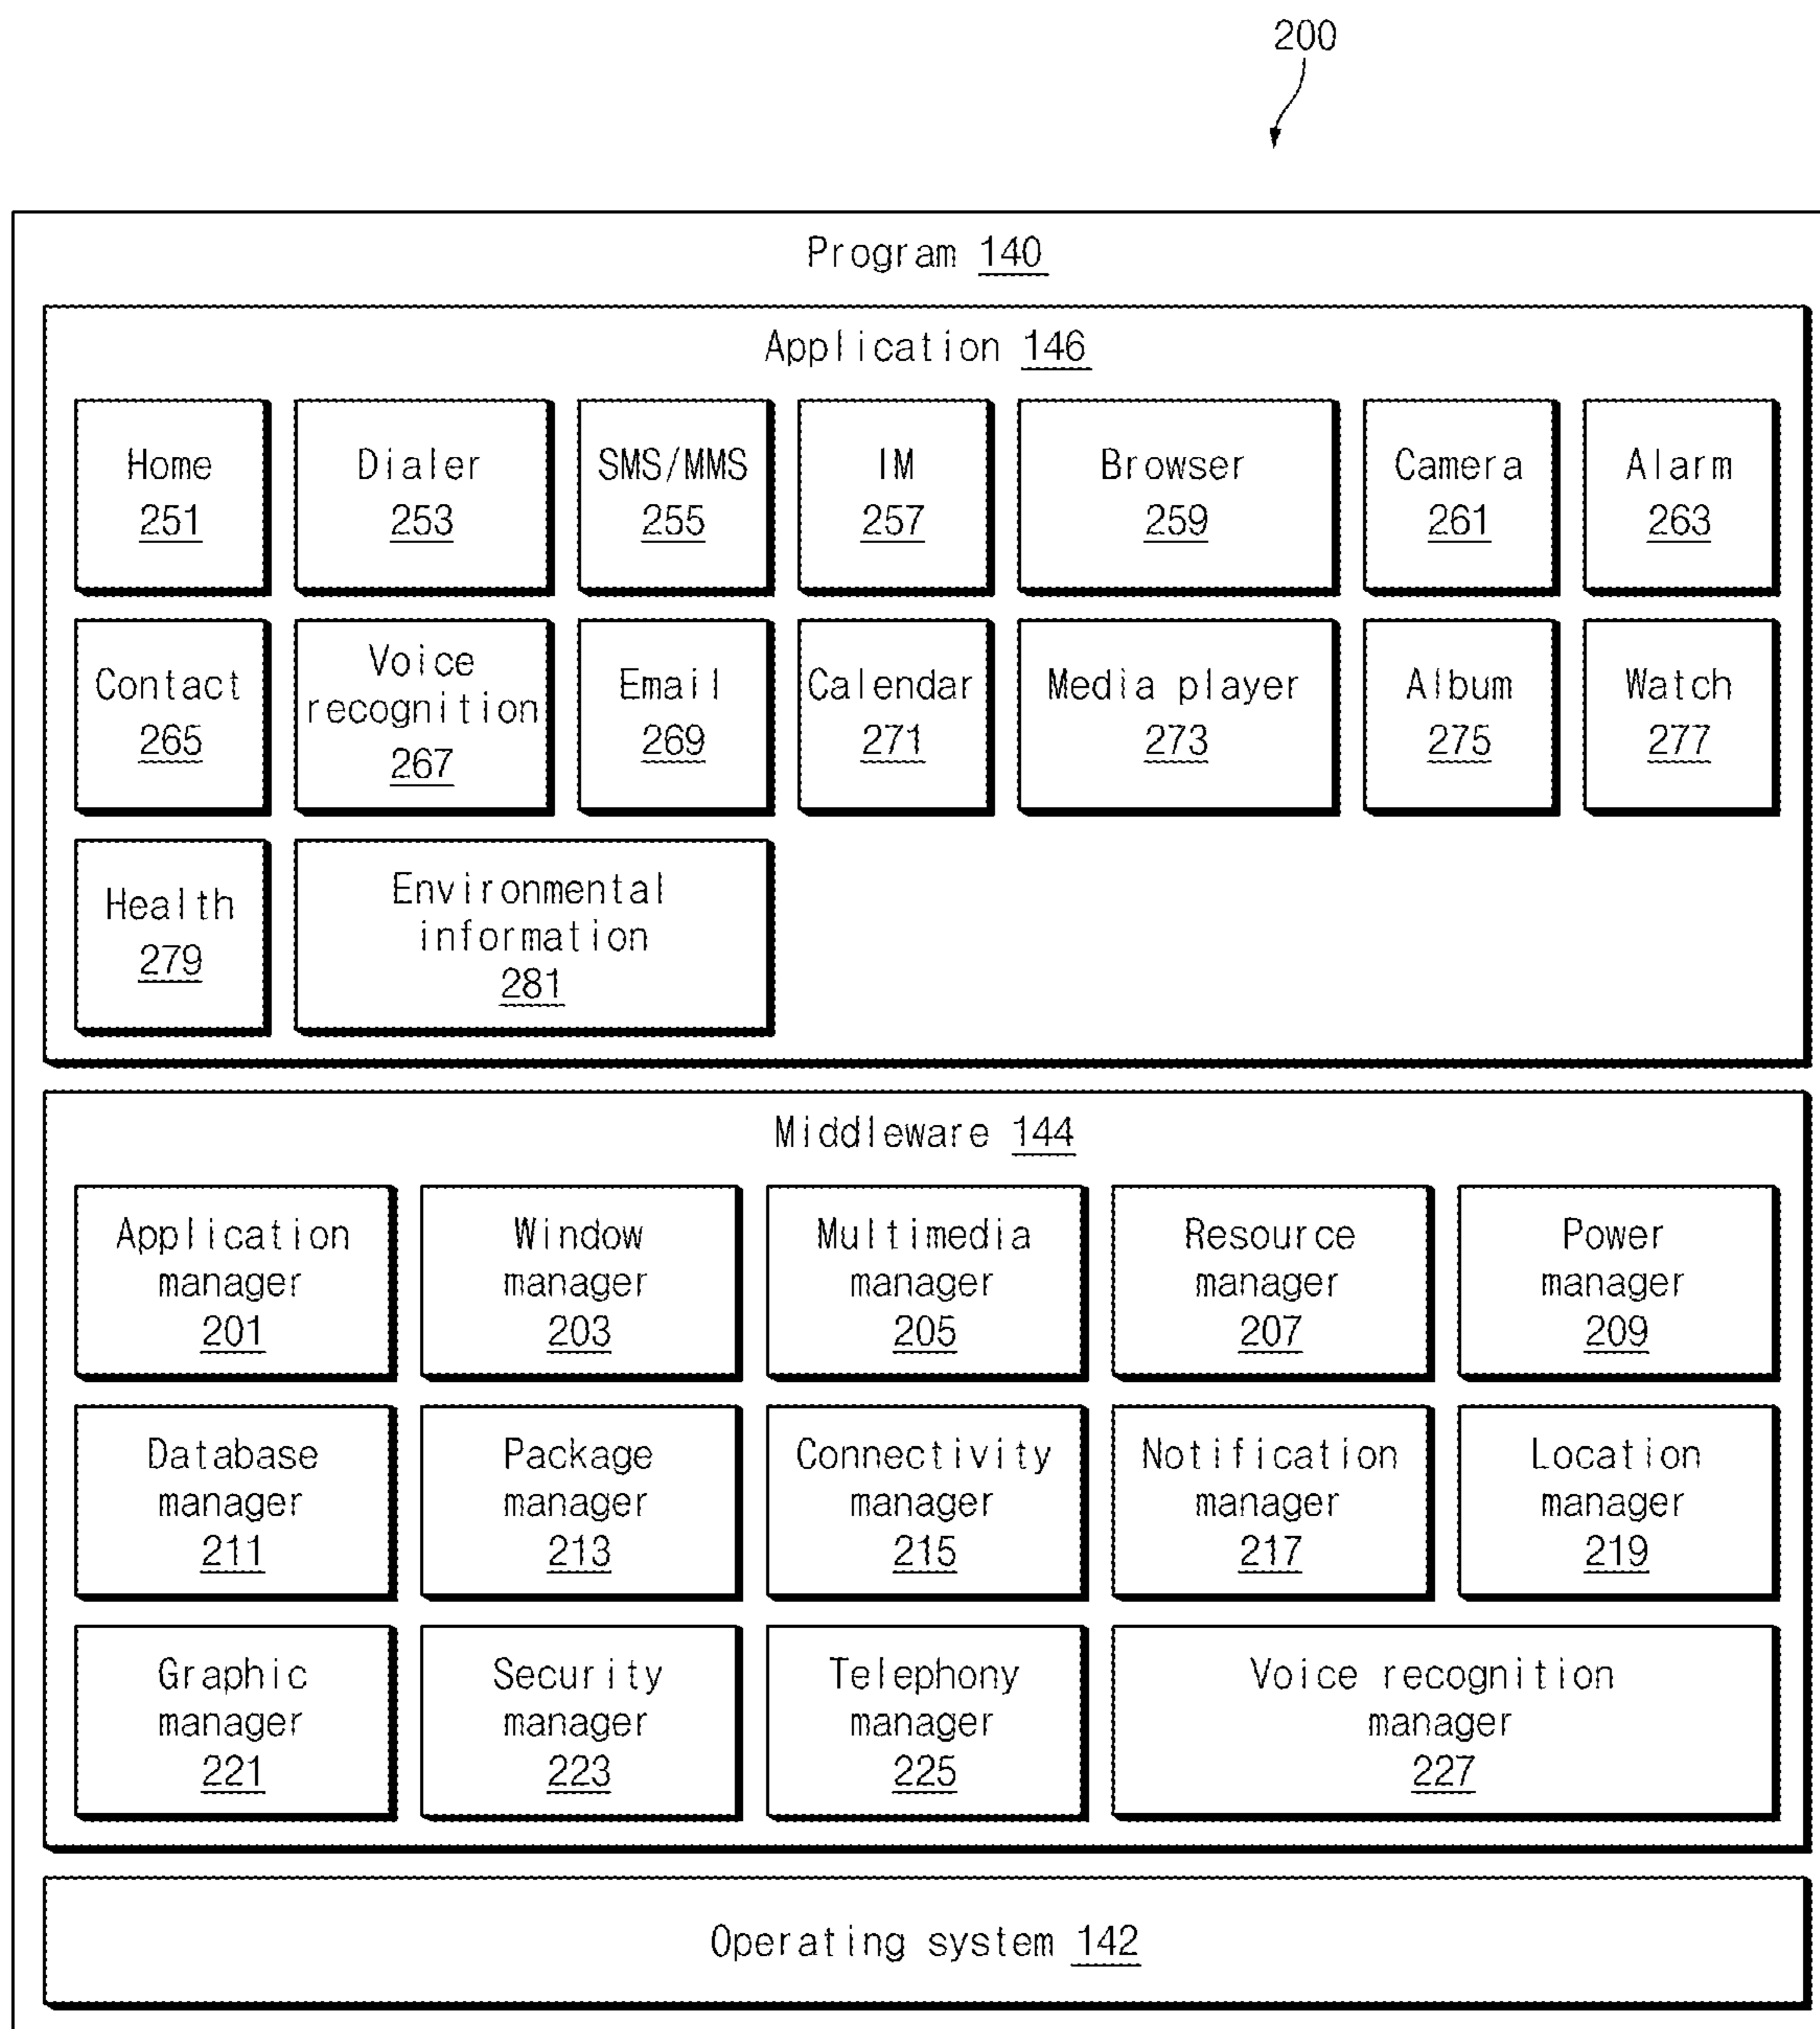 200
Program 140
Application 146
Home
251
Dialer
253
SMS/MMS
255
IM
257
Browser
259
Camera
261
Alarm
263
Contact
265
Voice
recognition
267
Email
269
Calendar
271
Media player
273
Album
275
Watch
277
Health
279
Environmental
information
281
Middleware 144
Application
manager
201
Window
manager
203
Multimedia
manager
205
Resource
manager
207
Power
manager
209
Database
manager
211
Package
manager
213
Connectivity
manager
215
Notification
manager
217
Location
manager
219
Graphic
manager
221
Security
manager
223
Telephony
manager
225
Voice recognition
manager
227
Operating system 142